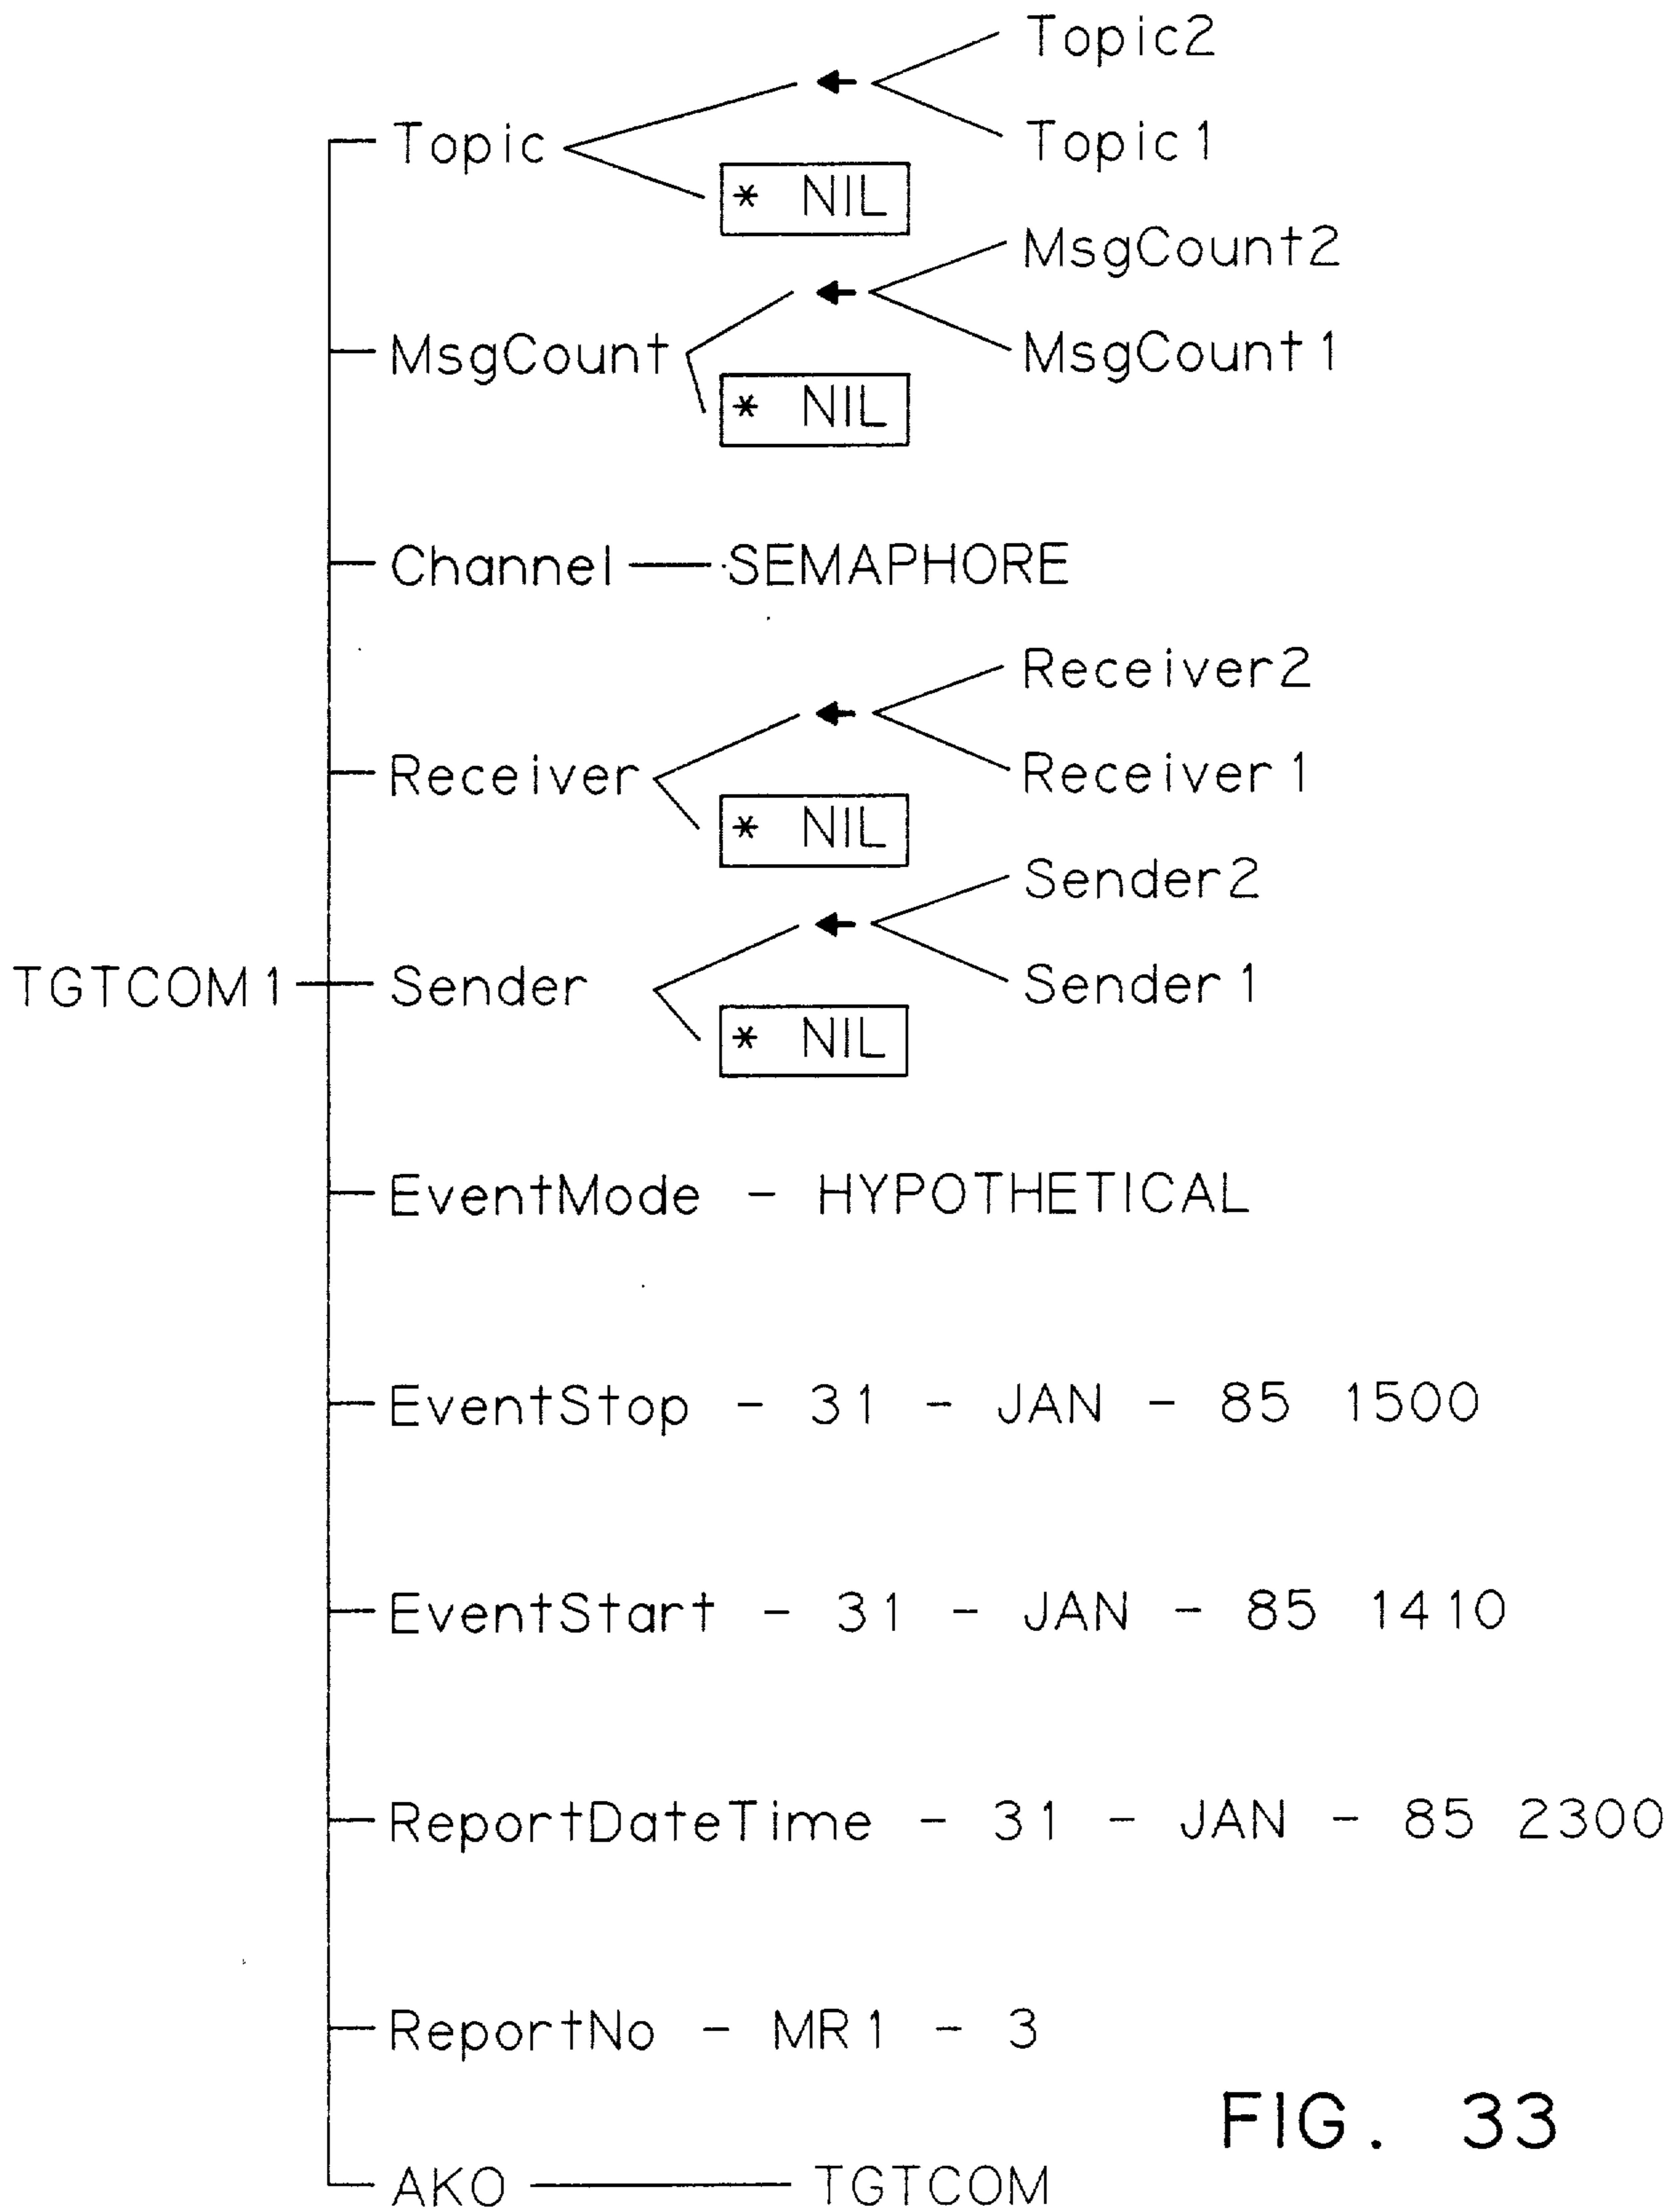 Topic2
Topic
Topic1
* NIL
MsgCount2
MsgCount
MsgCount1
* NIL
Channel — SEMAPHORE
Receiver2
Receiver
Receiver1
* NIL
Sender2
TGTCOM1
Sender
Sender1
* NIL
EventMode - HYPOTHETICAL
EventStop - 31 - JAN - 85 1500
EventStart - 31 - JAN - 85 1410
ReportDateTime - 31 - JAN - 85 2300
ReportNo - MR1 - 3
FIG. 33
AKO — TGTCOM